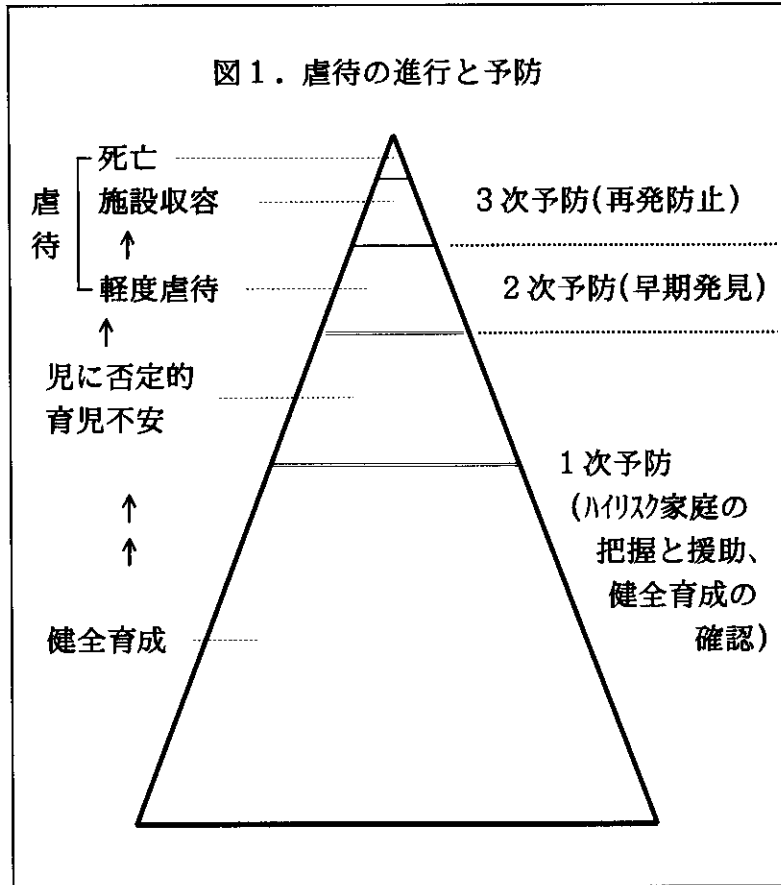 図1．虐待の進行と予防
死亡
虐待
施設収容
3次予防(再発防止)
↑
軽度虐待
2次予防(早期発見)
↑
児に否定的
育児不安
1次予防
(ﾊｲﾘｽｸ家庭の
把握と援助、
健全育成の
確認)
↑
↑
健全育成